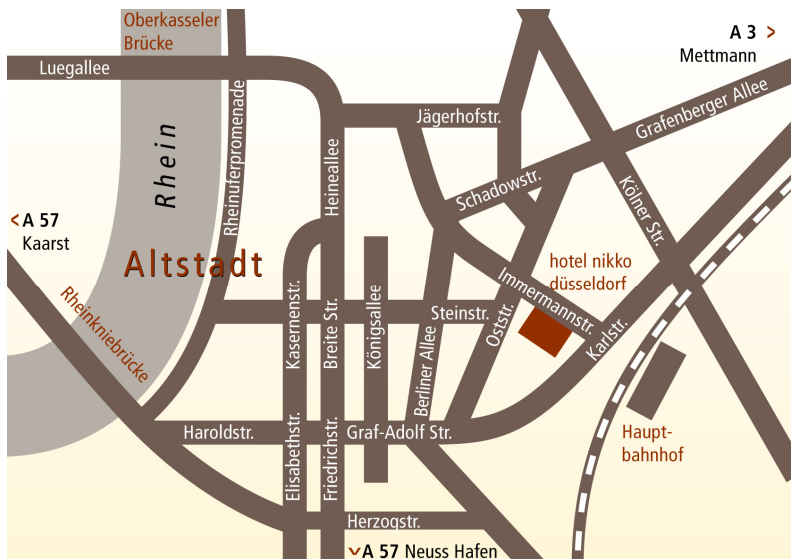 Oberkasseler
Brücke
A 3
Mettmann
Luegallee
Jägerhofstr.
Grafenberger Allee
Rhein
Rheinuferpromenade
Heineallee
Schadowstr.
Kölner Str.
A 57
Kaarst
Altstadt
hotel nikko
düsseldorf
Immermannstr.
Rheinkniebrücke
Kasernenstr.
Breite Str.
Königsallee
Steinstr.
Oststr.
Karlstr.
Berliner Allee
Haroldstr.
Graf-Adolf Str.
Haupt-
bahnhof
Elisabethstr.
Friedrichstr.
Herzogstr.
A 57 Neuss Hafen